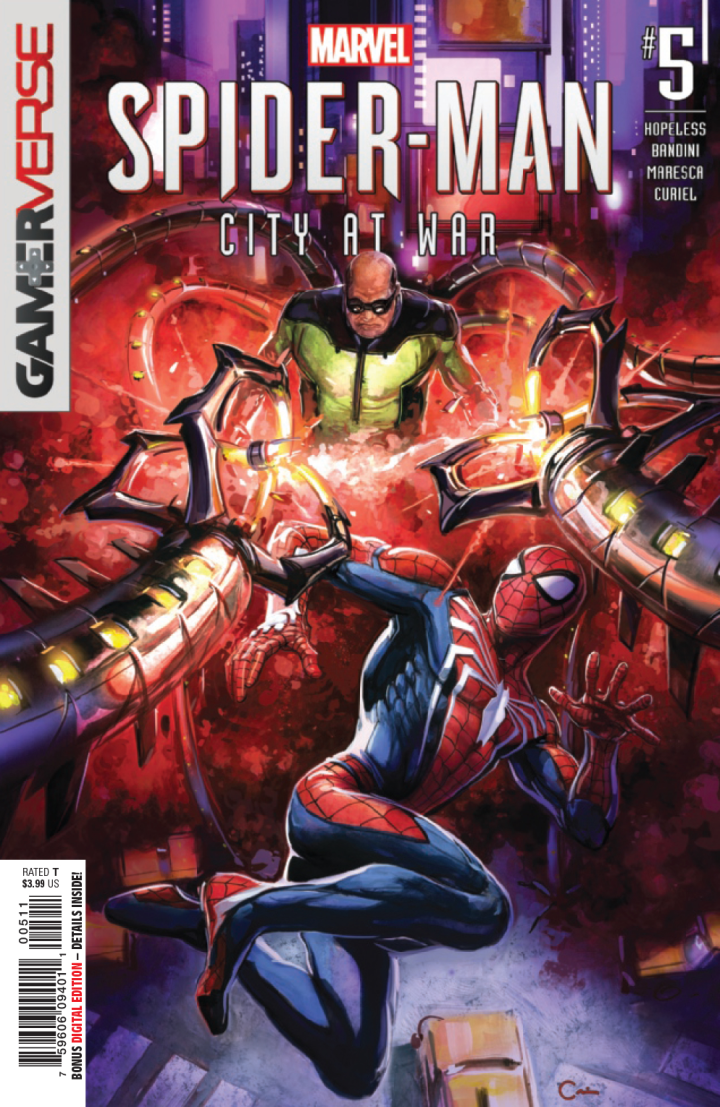 MARVEL
SPIDER-MAN
CITY AT WAR
#5
HOPELESS
BANDINI
MARESCA
CURIEL
GAMERVERSE
RATED T
$3.99 US
00511
7 59606 09401 1
BONUS DIGITAL EDITION – DETAILS INSIDE!